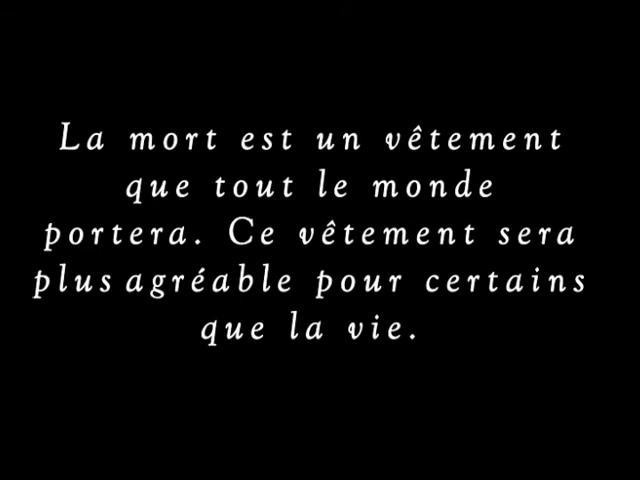 La mort est un vêtement
que tout le monde
portera. Ce vêtement sera
plus agréable pour certains
que la vie.